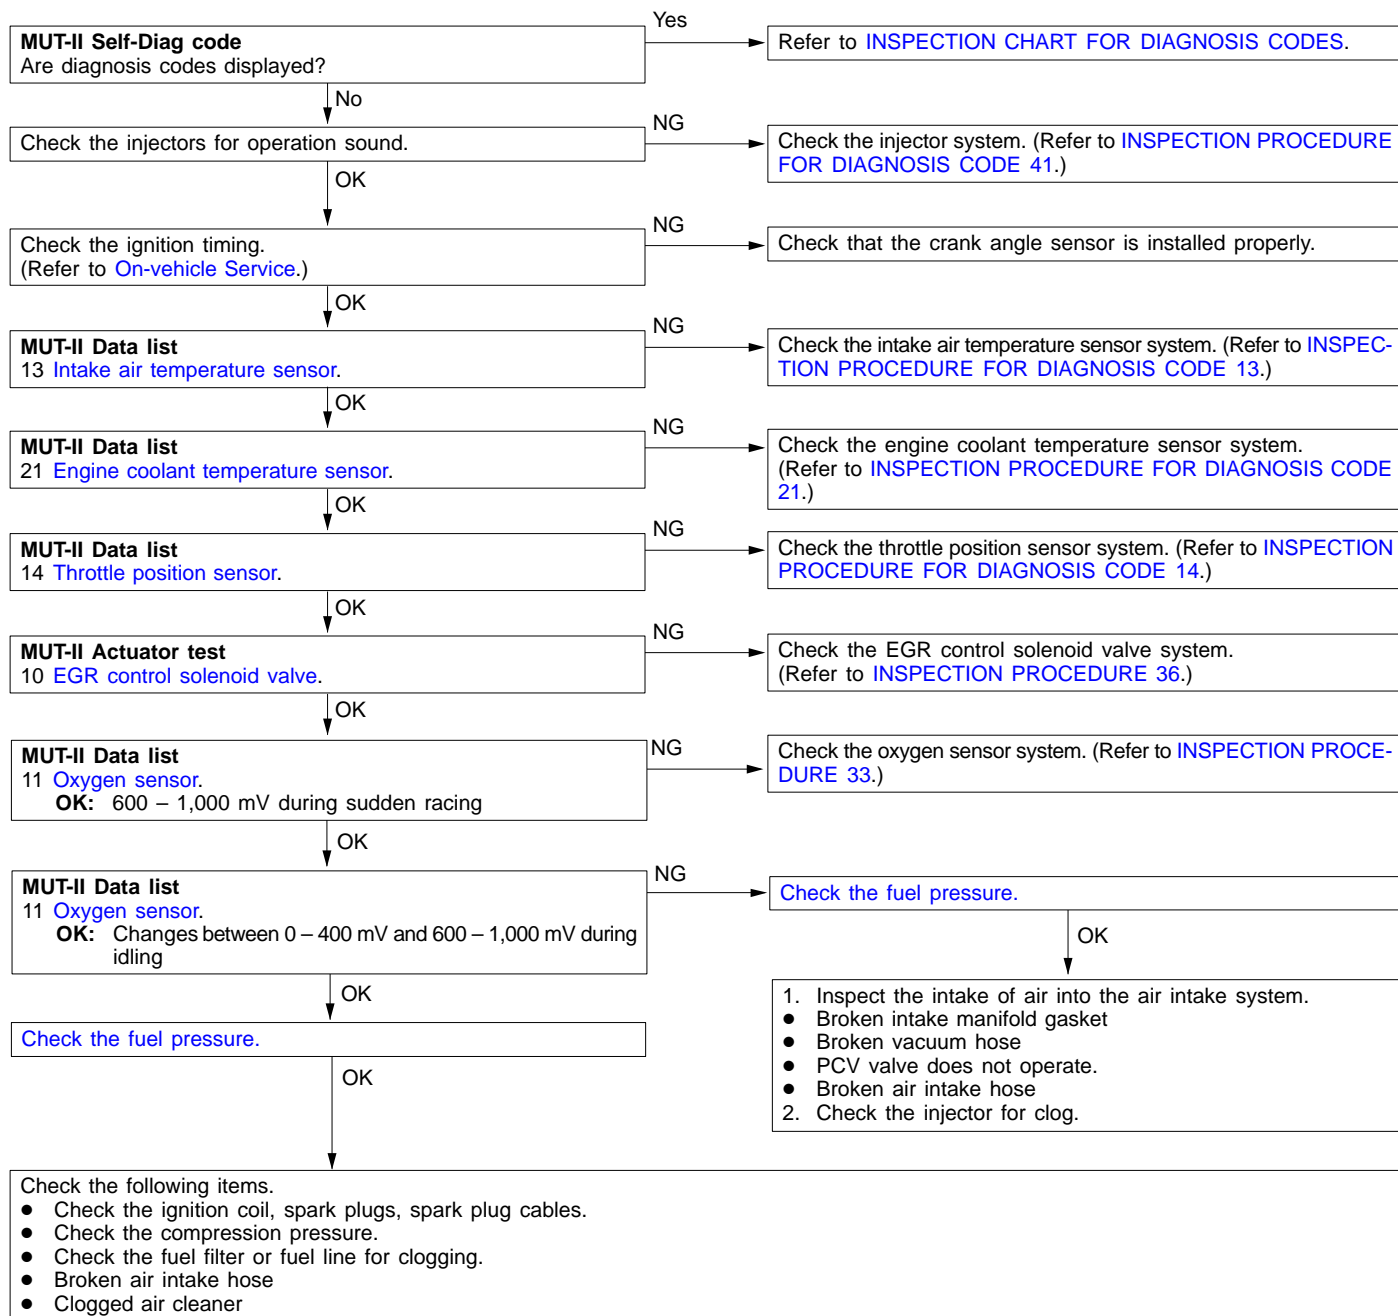 MUT-II Self-Diag code
Are diagnosis codes displayed?
Yes
Refer to INSPECTION CHART FOR DIAGNOSIS CODES.
No
Check the injectors for operation sound.
NG
Check the injector system. (Refer to INSPECTION PROCEDURE
FOR DIAGNOSIS CODE 41.)
OK
Check the ignition timing.
(Refer to On-vehicle Service.)
NG
Check that the crank angle sensor is installed properly.
OK
MUT-II Data list
13 Intake air temperature sensor.
NG
Check the intake air temperature sensor system. (Refer to INSPEC-
TION PROCEDURE FOR DIAGNOSIS CODE 13.)
OK
MUT-II Data list
21 Engine coolant temperature sensor.
NG
Check the engine coolant temperature sensor system.
(Refer to INSPECTION PROCEDURE FOR DIAGNOSIS CODE
21.)
OK
MUT-II Data list
14 Throttle position sensor.
NG
Check the throttle position sensor system. (Refer to INSPECTION
PROCEDURE FOR DIAGNOSIS CODE 14.)
OK
MUT-II Actuator test
10 EGR control solenoid valve.
NG
Check the EGR control solenoid valve system.
(Refer to INSPECTION PROCEDURE 36.)
OK
MUT-II Data list
11 Oxygen sensor.
OK: 600 – 1,000 mV during sudden racing
NG
Check the oxygen sensor system. (Refer to INSPECTION PROCE-
DURE 33.)
OK
MUT-II Data list
11 Oxygen sensor.
OK: Changes between 0 – 400 mV and 600 – 1,000 mV during
idling
NG
Check the fuel pressure.
OK
1. Inspect the intake of air into the air intake system.
● Broken intake manifold gasket
● Broken vacuum hose
● PCV valve does not operate.
● Broken air intake hose
2. Check the injector for clog.
OK
Check the fuel pressure.
OK
Check the following items.
● Check the ignition coil, spark plugs, spark plug cables.
● Check the compression pressure.
● Check the fuel filter or fuel line for clogging.
● Broken air intake hose
● Clogged air cleaner